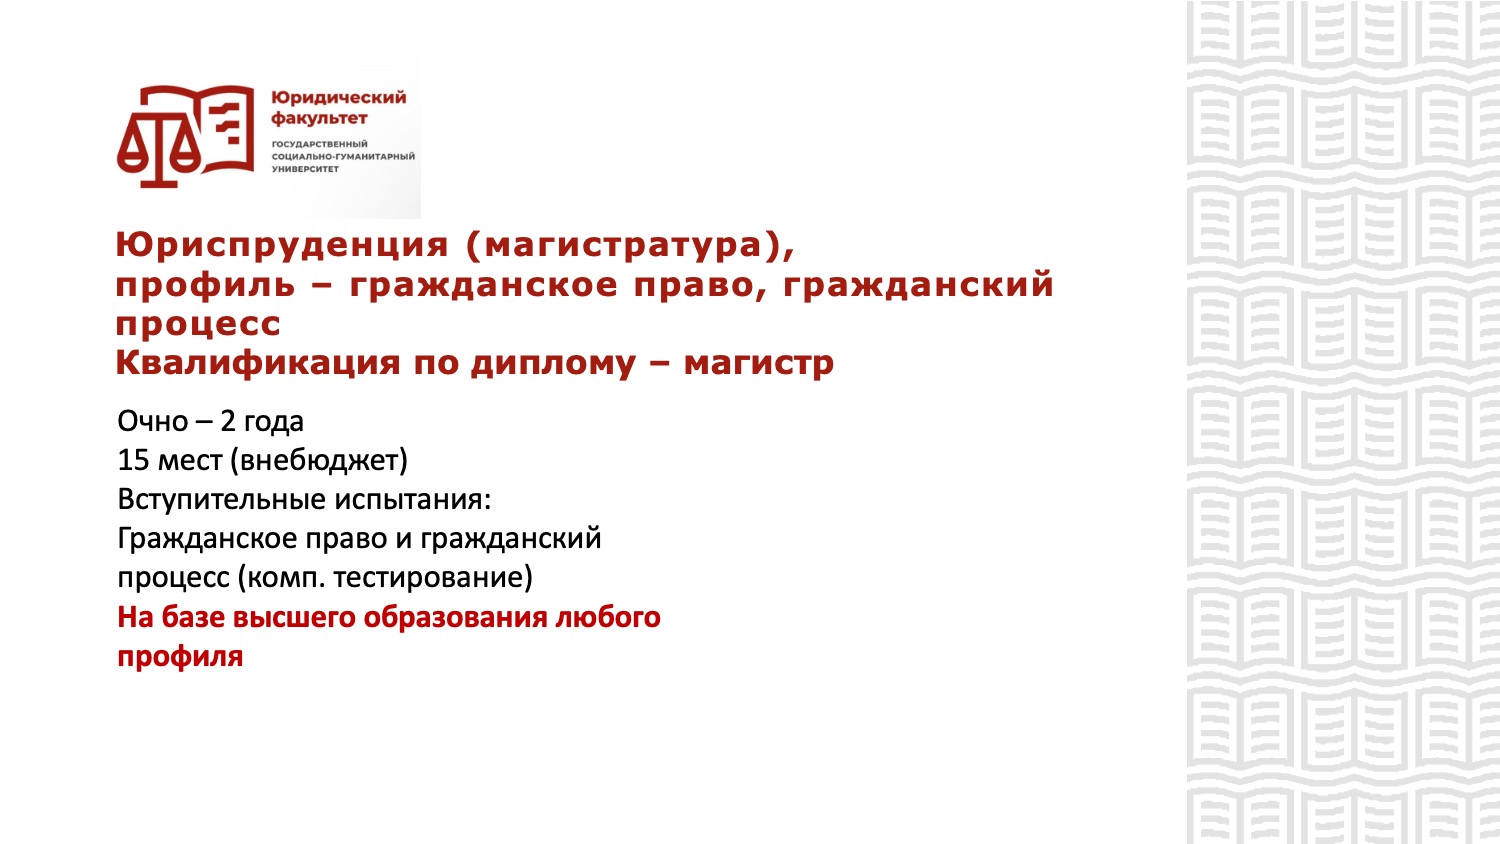 Юридический
факультет
ГОСУДАРСТВЕННЫЙ
СОЦИАЛЬНО-ГУМАНИТАРНЫЙ
УНИВЕРСИТЕТ
Юриспруденция (магистратура),
профиль – гражданское право, гражданский
процесс
Квалификация по диплому – магистр
Очно – 2 года
15 мест (внебюджет)
Вступительные испытания:
Гражданское право и гражданский
процесс (комп. тестирование)
На базе высшего образования любого
профиля